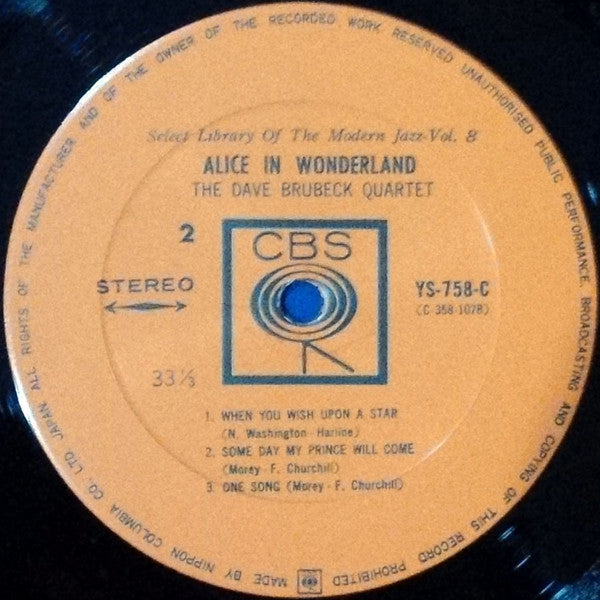 ALL RIGHTS OF THE MANUFACTURER AND OF THE OWNER OF THE RECORDED WORK RESERVED UNAUTHORISED PUBLIC PERFORMANCE, BROADCASTING AND COPYING OF THIS RECORD PROHIBITED
MADE BY NIPPON COLUMBIA CO., LTD JAPAN
Select Library Of The Modern Jazz-Vol. 8
ALICE IN WONDERLAND
THE DAVE BRUBECK QUARTET
2
CBS
STEREO
YS-758-C
(C 358-1078)
33⅓
1. WHEN YOU WISH UPON A STAR
(N. Washington-Harline)
2. SOME DAY MY PRINCE WILL COME
(Morey-F. Churchill)
3. ONE SONG (Morey-F. Churchill)